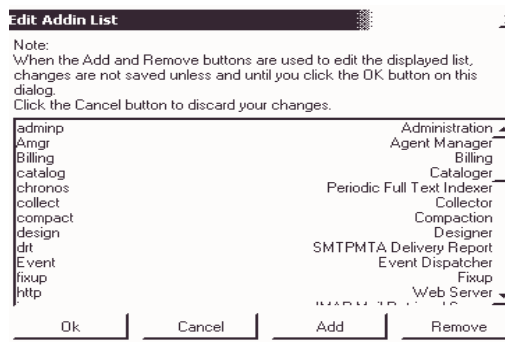 Edit Addin List
Note:
When the Add and Remove buttons are used to edit the displayed list,
changes are not saved unless and until you click the OK button on this
dialog.
Click the Cancel button to discard your changes.
adminp Administration
Amgr Agent Manager
Billing Billing
catalog Cataloger
chronos Periodic Full Text Indexer
collect Collector
compact Compaction
design Designer
drt SMTPMTA Delivery Report
Event Event Dispatcher
fixup Fixup
http Web Server
Ok Cancel Add Remove